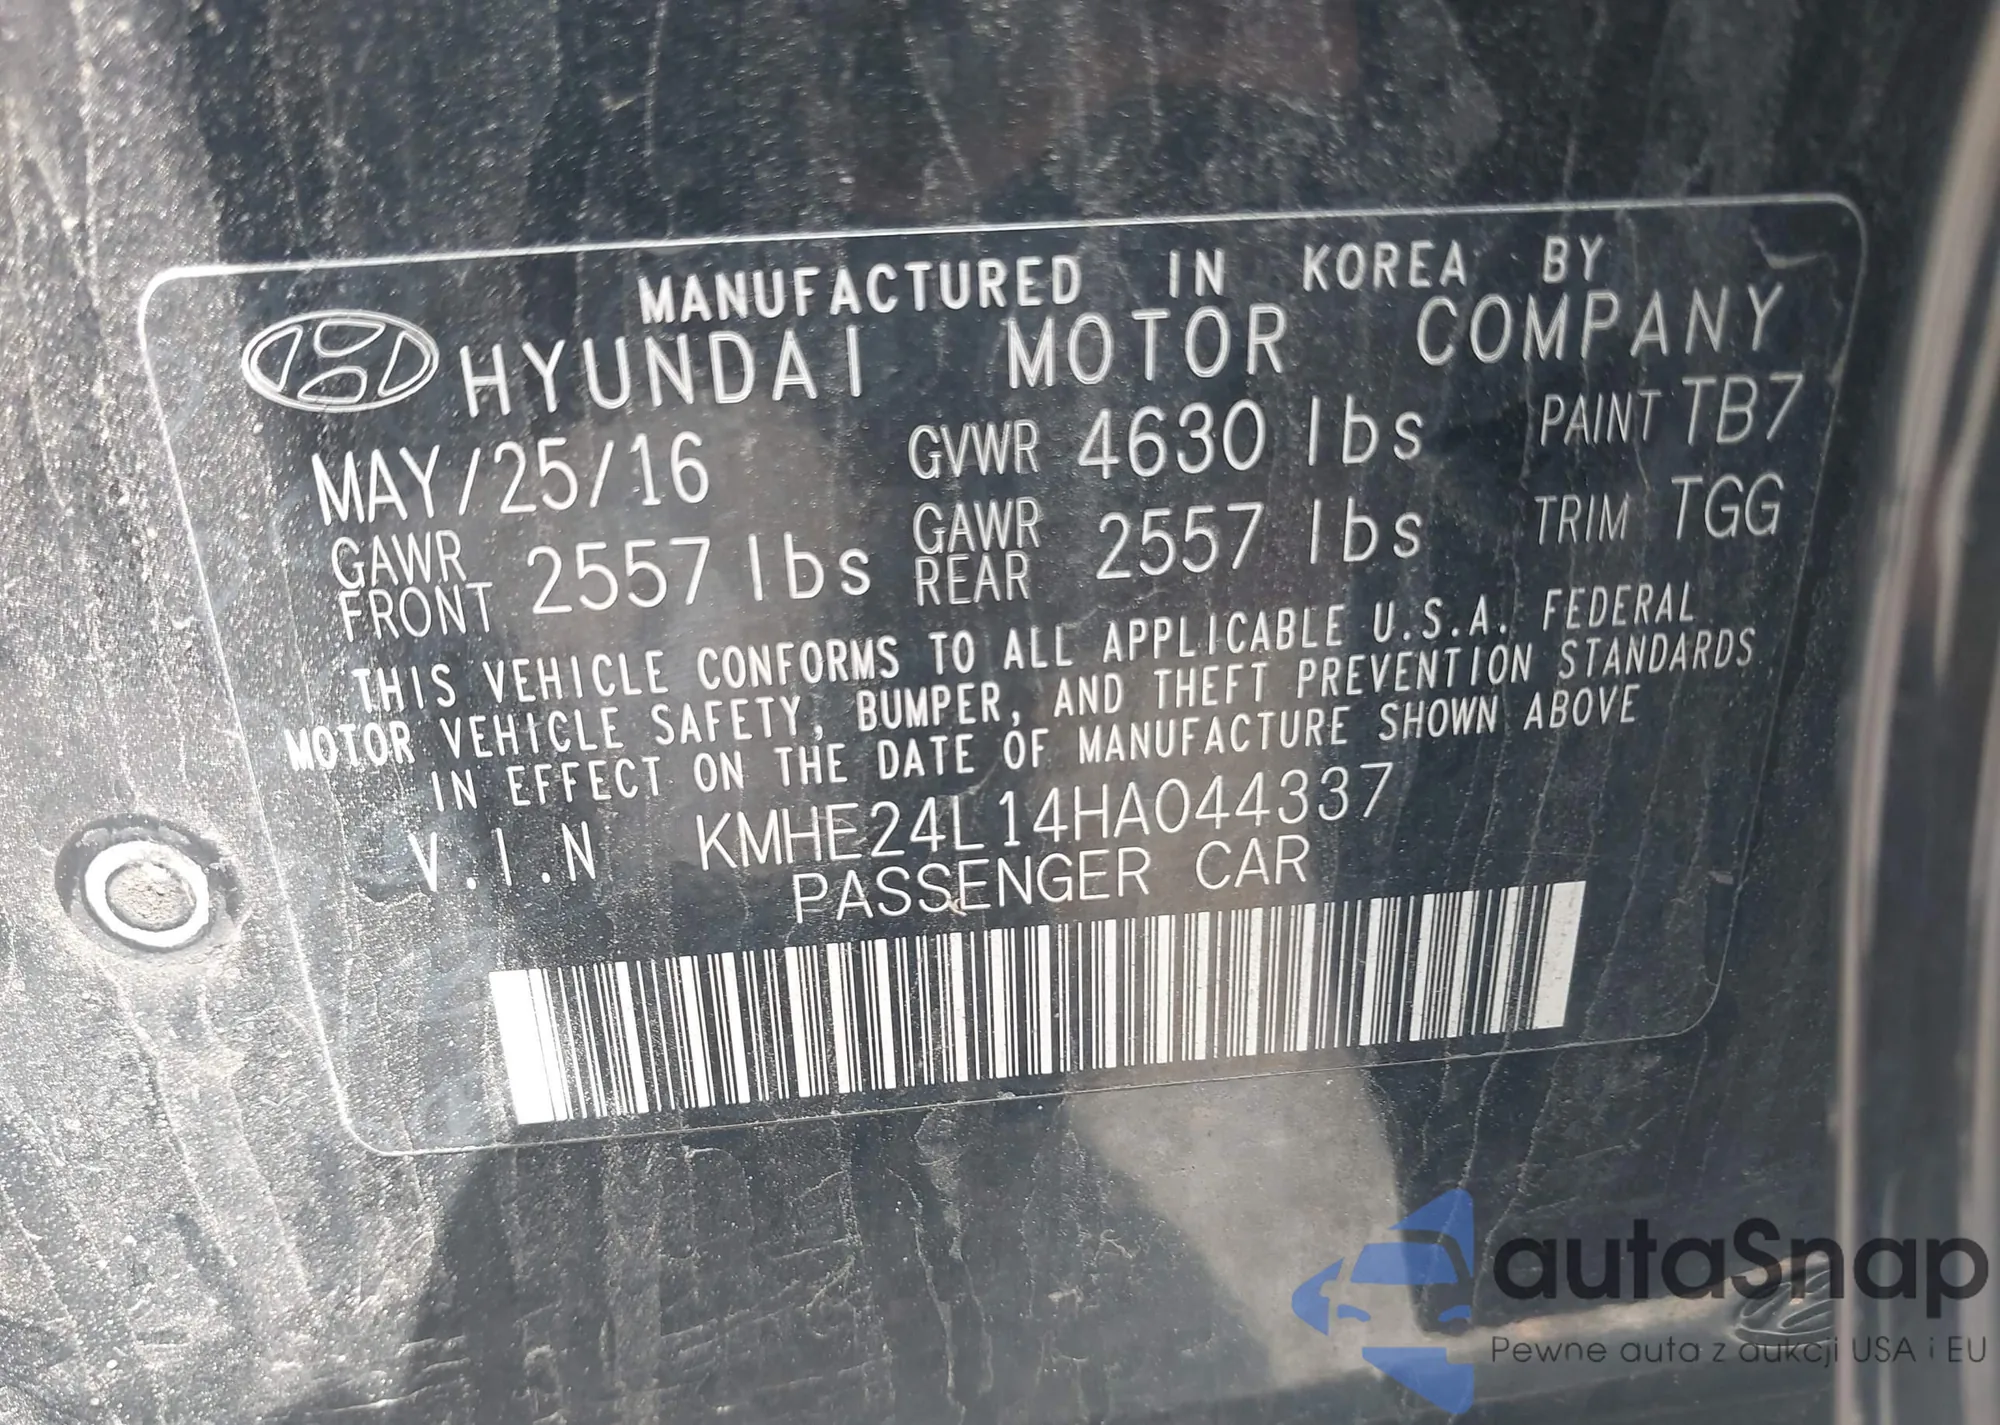 MANUFACTURED IN KOREA BY
HYUNDAI MOTOR COMPANY
MAY/25/16 GVWR 4630 lbs PAINT TB7
GAWR FRONT 2557 lbs GAWR REAR 2557 lbs TRIM TGG
THIS VEHICLE CONFORMS TO ALL APPLICABLE U.S.A. FEDERAL
MOTOR VEHICLE SAFETY, BUMPER, AND THEFT PREVENTION STANDARDS
IN EFFECT ON THE DATE OF MANUFACTURE SHOWN ABOVE
V.I.N KMHE24L14HA044337
PASSENGER CAR
autaSnap
Pewne auta z aukcji USA i EU